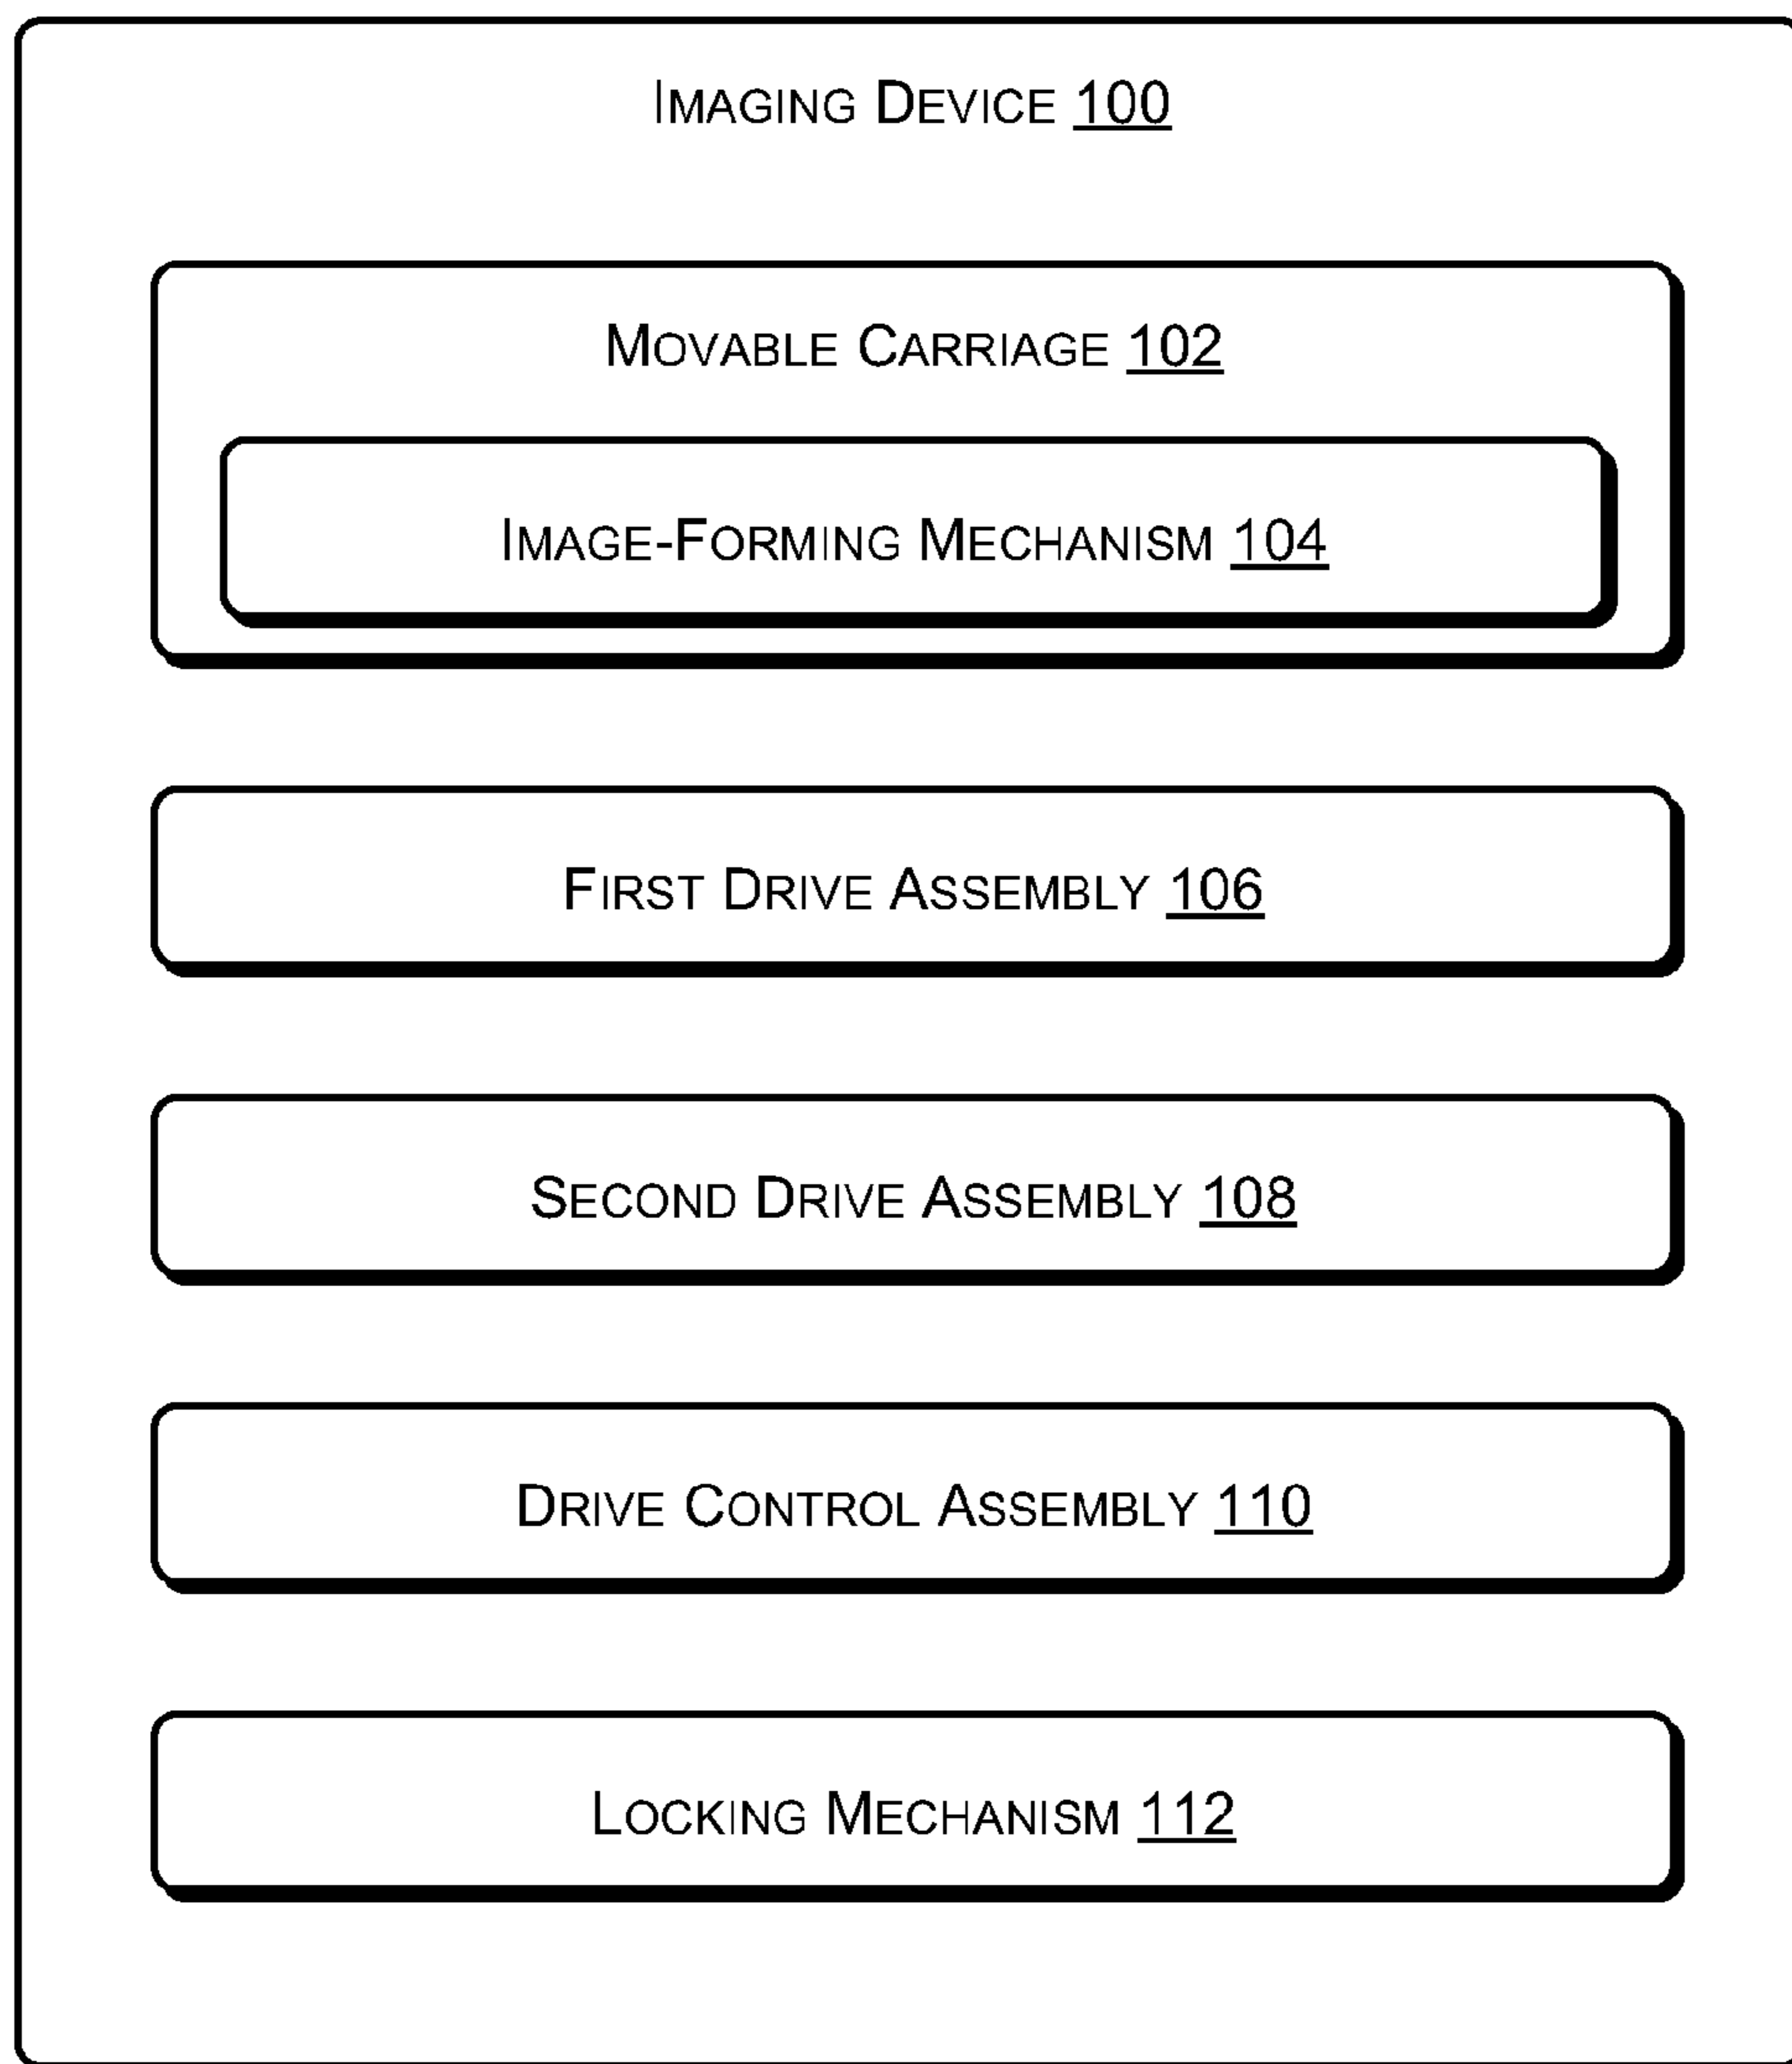 Imaging Device 100
Movable Carriage 102
Image-Forming Mechanism 104
First Drive Assembly 106
Second Drive Assembly 108
Drive Control Assembly 110
Locking Mechanism 112